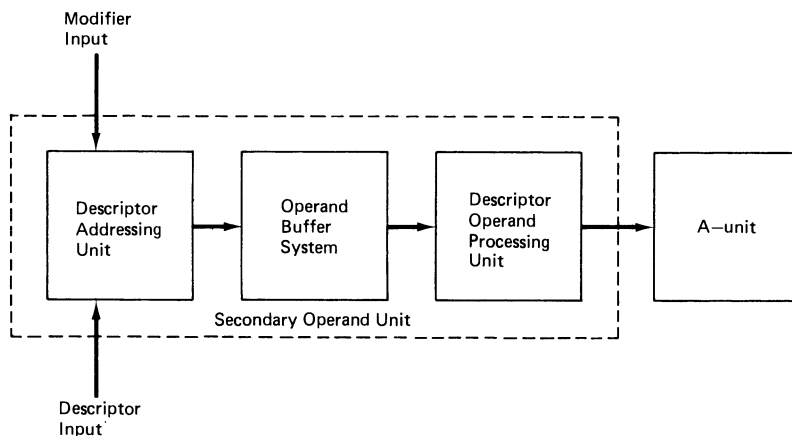 Modifier
Input
Descriptor
Addressing
Unit
Operand
Buffer
System
Descriptor
Operand
Processing
Unit
A-unit
Secondary Operand Unit
Descriptor
Input